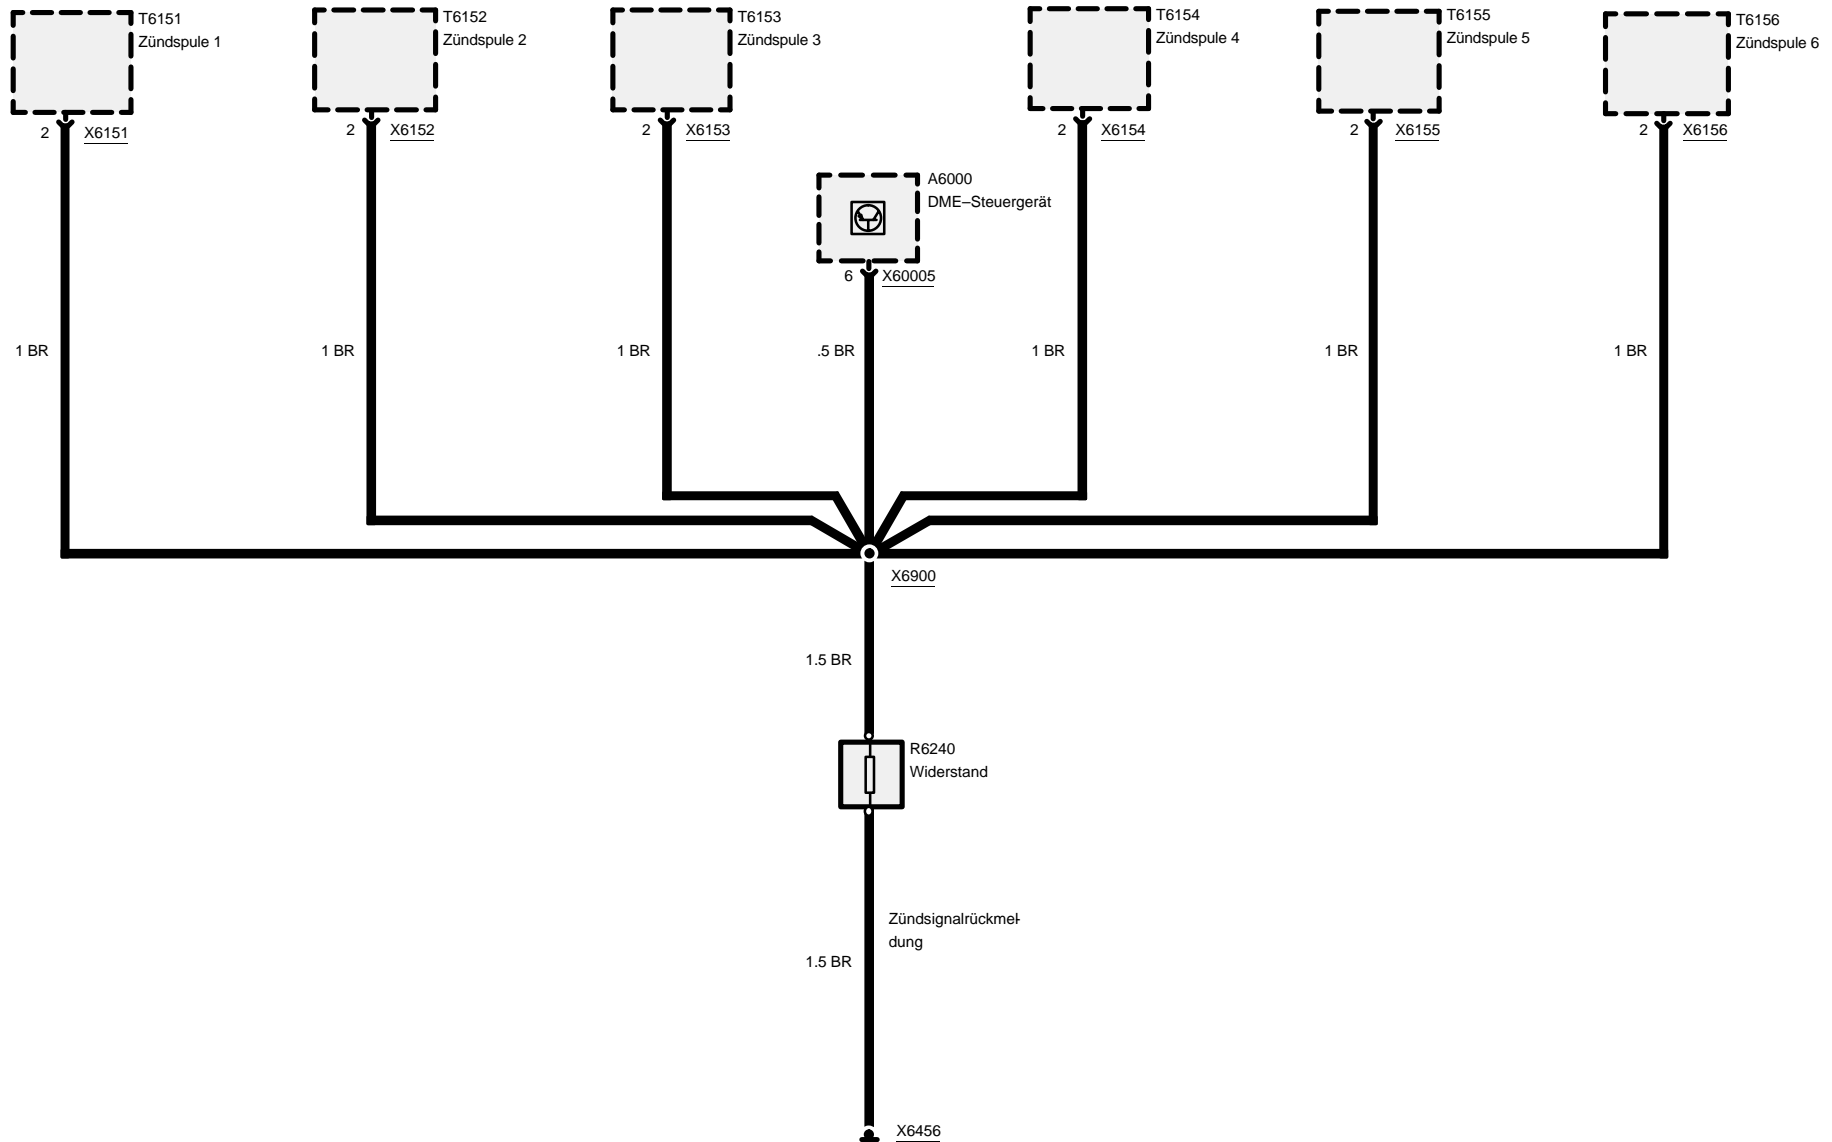 T6151
Zündspule 1
T6152
Zündspule 2
T6153
Zündspule 3
T6154
Zündspule 4
T6155
Zündspule 5
T6156
Zündspule 6
2 X6151
2 X6152
2 X6153
2 X6154
2 X6155
2 X6156
A6000
DME–Steuergerät
6 X60005
1 BR
1 BR
1 BR
.5 BR
1 BR
1 BR
1 BR
X6900
1.5 BR
R6240
Widerstand
Zündsignalrückmel-
dung
1.5 BR
X6456